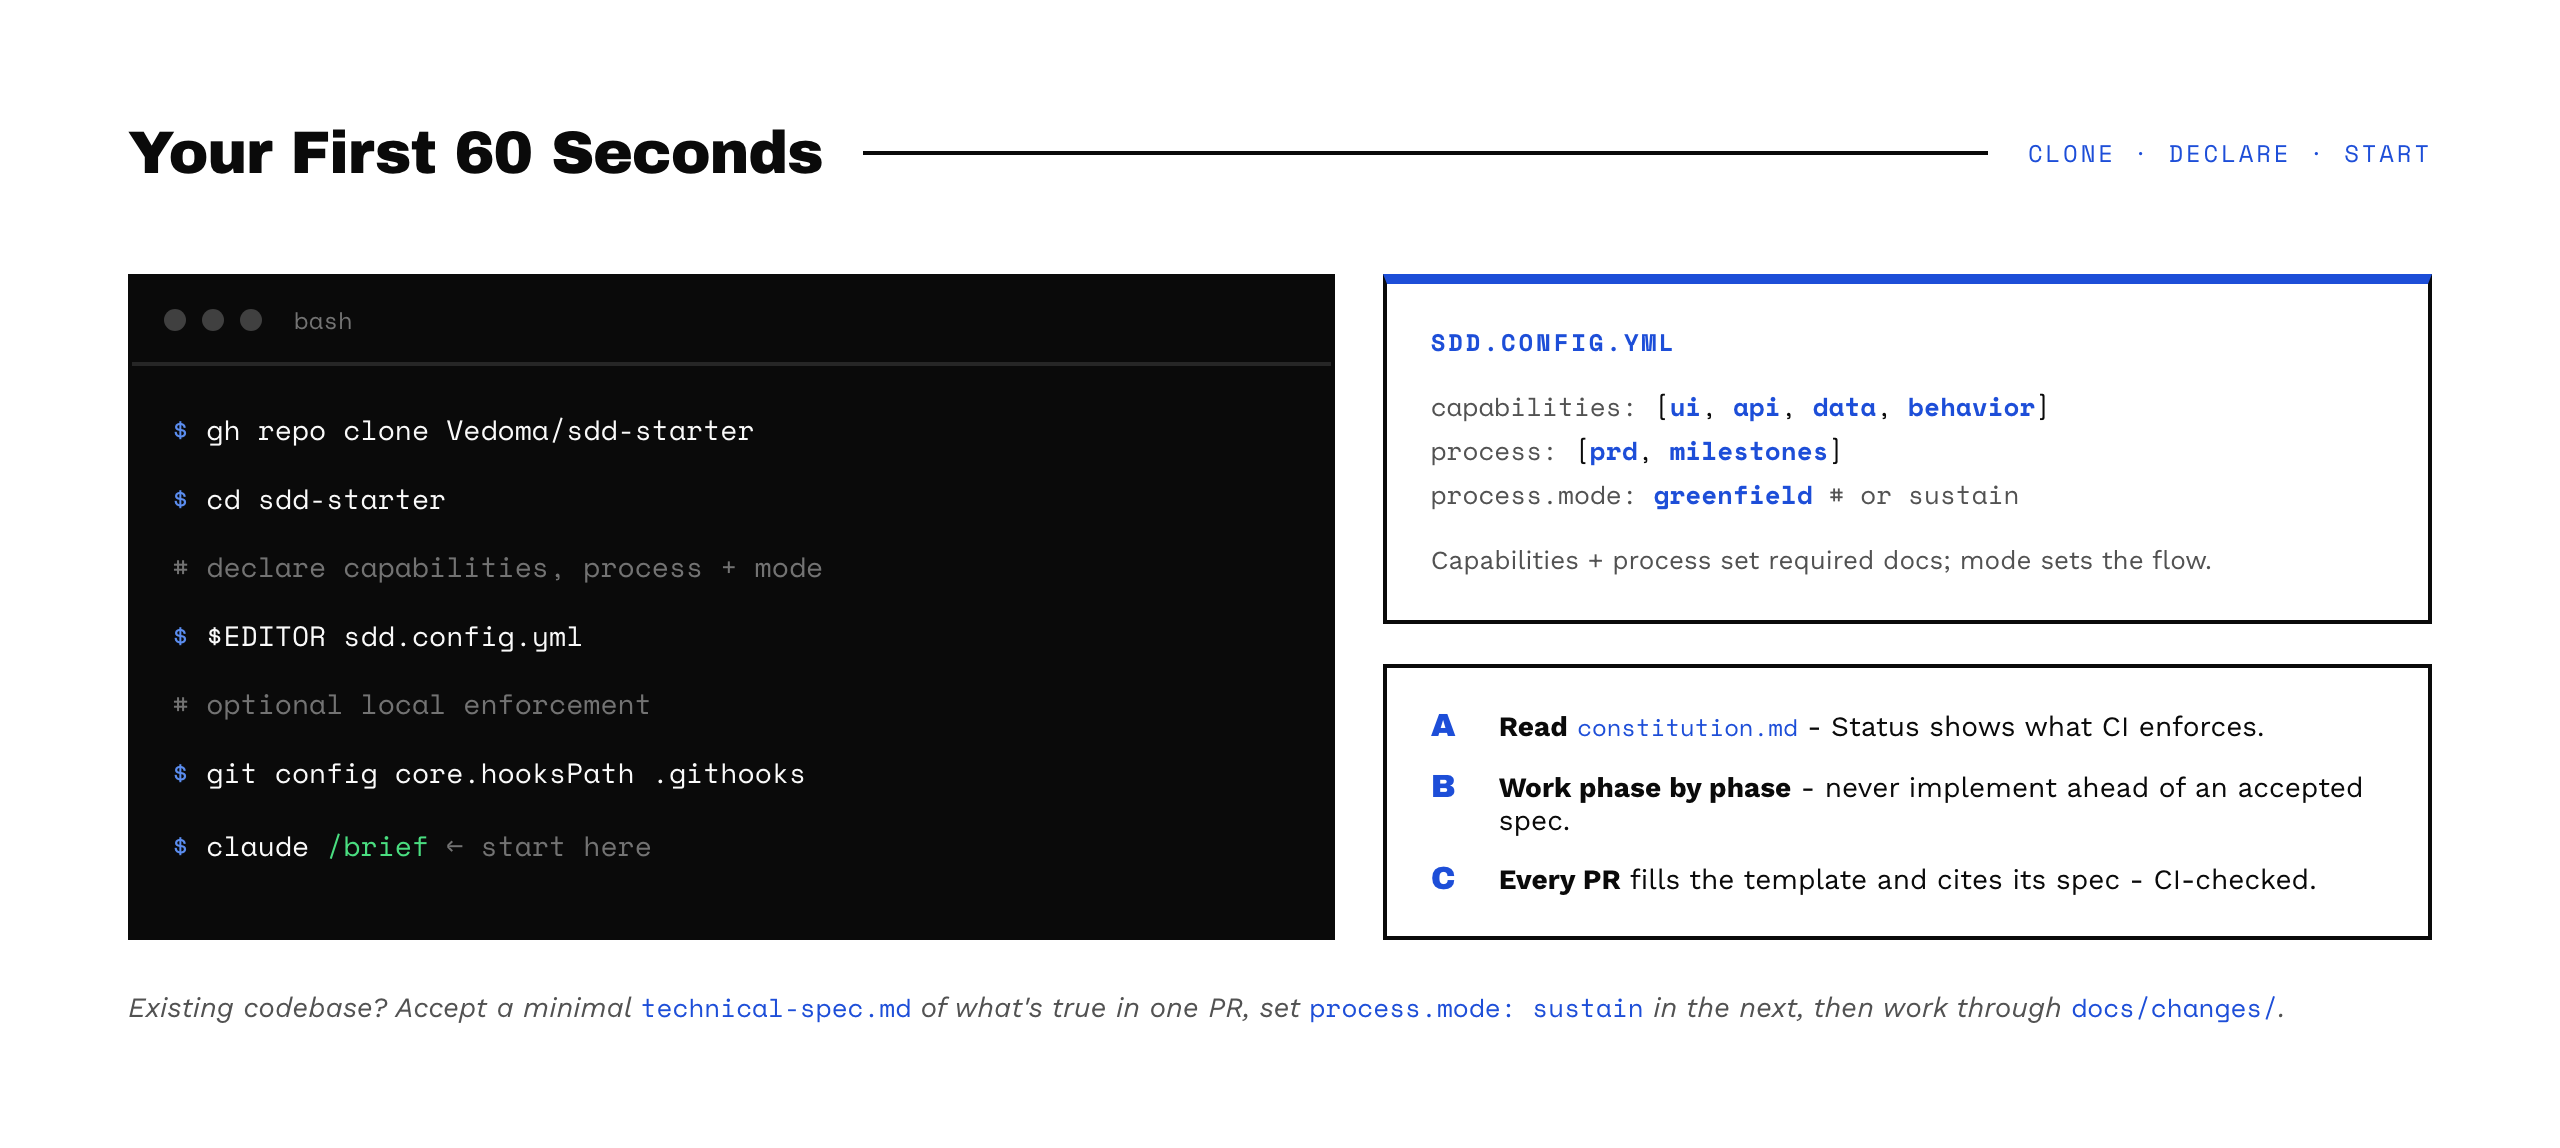 Your First 60 Seconds
CLONE · DECLARE · START
bash
$ gh repo clone Vedoma/sdd-starter
$ cd sdd-starter
# declare capabilities, process + mode
$ $EDITOR sdd.config.yml
# optional local enforcement
$ git config core.hooksPath .githooks
$ claude /brief ← start here
SDD.CONFIG.YML
capabilities: [ui, api, data, behavior]
process: [prd, milestones]
process.mode: greenfield # or sustain
Capabilities + process set required docs; mode sets the flow.
A Read constitution.md - Status shows what CI enforces.
B Work phase by phase - never implement ahead of an accepted
spec.
C Every PR fills the template and cites its spec - CI-checked.
Existing codebase? Accept a minimal technical-spec.md of what's true in one PR, set process.mode: sustain in the next, then work through docs/changes/.